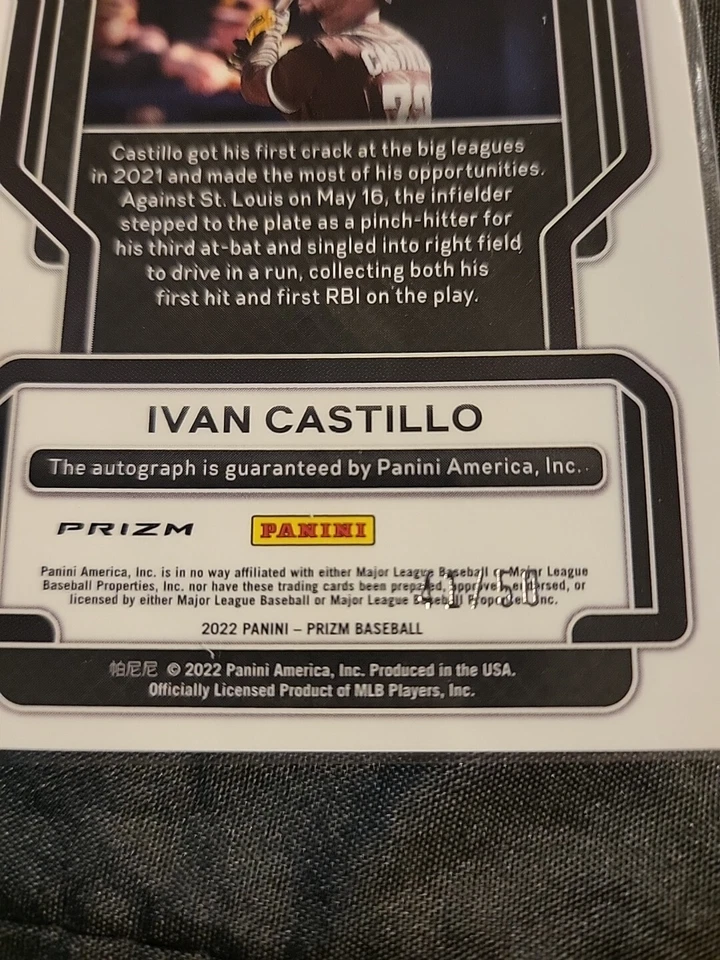 Castillo got his first crack at the big leagues
in 2021 and made the most of his opportunities.
Against St. Louis on May 16, the infielder
stepped to the plate as a pinch-hitter for
his third at-bat and singled into right field
to drive in a run, collecting both his
first hit and first RBI on the play.
IVAN CASTILLO
The autograph is guaranteed by Panini America, Inc.
PRIZM PANINI
Panini America, Inc. is in no way affiliated with either Major League Baseball or Major League
Baseball Properties, Inc. nor have these trading cards been prepared, approved, endorsed, or
licensed by either Major League Baseball or Major League Baseball Properties, Inc.
41/50
2022 PANINI – PRIZM BASEBALL
帕尼尼 © 2022 Panini America, Inc. Produced in the USA.
Officially Licensed Product of MLB Players, Inc.